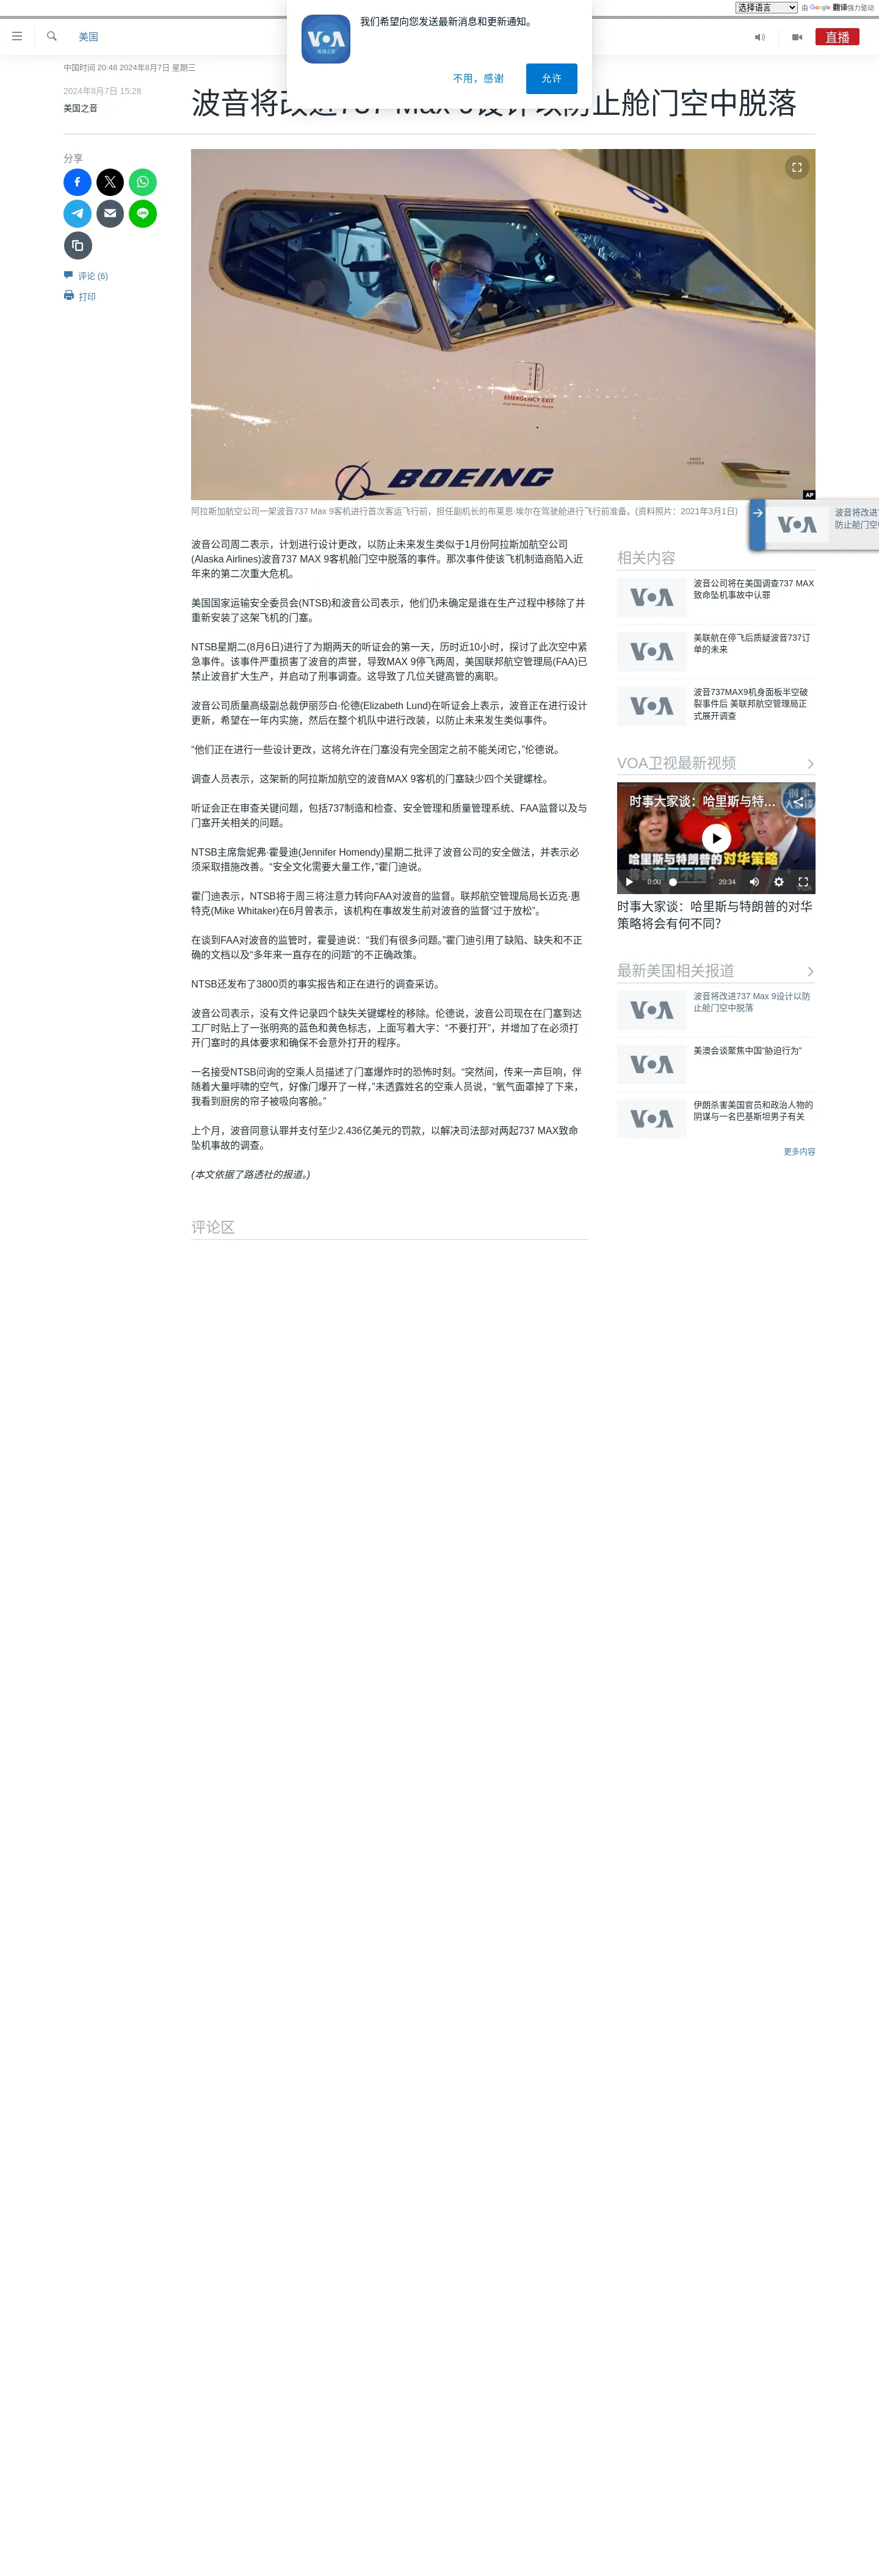 选择语言 由 Google 翻译强力驱动
我们希望向您发送最新消息和更新通知。
VOA
美国之音
不用，感谢
允许
美国
直播
中国时间 20:48 2024年8月7日 星期三
2024年8月7日 15:28
美国之音
波音将改进737 Max 9设计以防止舱门空中脱落
分享
评论 (6)
打印
PULL
EMERGENCY EXIT
BOEING
FIRST
OFFICER
AP
阿拉斯加航空公司一架波音737 Max 9客机进行首次客运飞行前，担任副机长的布莱恩·埃尔在驾驶舱进行飞行前准备。(资料照片：2021年3月1日)
VOA
波音将改进
防止舱门空
波音公司周二表示，计划进行设计更改，以防止未来发生类似于1月份阿拉斯加航空公司
(Alaska Airlines)波音737 MAX 9客机舱门空中脱落的事件。那次事件使该飞机制造商陷入近
年来的第二次重大危机。
美国国家运输安全委员会(NTSB)和波音公司表示，他们仍未确定是谁在生产过程中移除了并
重新安装了这架飞机的门塞。
NTSB星期二(8月6日)进行了为期两天的听证会的第一天，历时近10小时，探讨了此次空中紧
急事件。该事件严重损害了波音的声誉，导致MAX 9停飞两周，美国联邦航空管理局(FAA)已
禁止波音扩大生产，并启动了刑事调查。这导致了几位关键高管的离职。
波音公司质量高级副总裁伊丽莎白·伦德(Elizabeth Lund)在听证会上表示，波音正在进行设计
更新，希望在一年内实施，然后在整个机队中进行改装，以防止未来发生类似事件。
“他们正在进行一些设计更改，这将允许在门塞没有完全固定之前不能关闭它，”伦德说。
调查人员表示，这架新的阿拉斯加航空的波音MAX 9客机的门塞缺少四个关键螺栓。
听证会正在审查关键问题，包括737制造和检查、安全管理和质量管理系统、FAA监督以及与
门塞开关相关的问题。
NTSB主席詹妮弗·霍曼迪(Jennifer Homendy)星期二批评了波音公司的安全做法，并表示必
须采取措施改善。“安全文化需要大量工作，”霍门迪说。
霍门迪表示，NTSB将于周三将注意力转向FAA对波音的监督。联邦航空管理局局长迈克·惠
特克(Mike Whitaker)在6月曾表示，该机构在事故发生前对波音的监督“过于放松”。
在谈到FAA对波音的监管时，霍曼迪说：“我们有很多问题。”霍门迪引用了缺陷、缺失和不正
确的文档以及“多年来一直存在的问题”的不正确政策。
NTSB还发布了3800页的事实报告和正在进行的调查采访。
波音公司表示，没有文件记录四个缺失关键螺栓的移除。伦德说，波音公司现在在门塞到达
工厂时贴上了一张明亮的蓝色和黄色标志，上面写着大字：“不要打开”，并增加了在必须打
开门塞时的具体要求和确保不会意外打开的程序。
一名接受NTSB问询的空乘人员描述了门塞爆炸时的恐怖时刻。“突然间，传来一声巨响，伴
随着大量呼啸的空气，好像门爆开了一样，”未透露姓名的空乘人员说，“氧气面罩掉了下来，
我看到厨房的帘子被吸向客舱。”
上个月，波音同意认罪并支付至少2.436亿美元的罚款，以解决司法部对两起737 MAX致命
坠机事故的调查。
(本文依据了路透社的报道。)
评论区
相关内容
VOA
波音公司将在美国调查737 MAX
致命坠机事故中认罪
VOA
美联航在停飞后质疑波音737订
单的未来
VOA
波音737MAX9机身面板半空破
裂事件后 美联邦航空管理局正
式展开调查
VOA卫视最新视频
时事大家谈：哈里斯与特...
时事
大家谈
哈里斯与特朗普的对华策略
将会有何不同？
0:00
20:34
时事大家谈：哈里斯与特朗普的对华
策略将会有何不同？
最新美国相关报道
VOA
波音将改进737 Max 9设计以防
止舱门空中脱落
VOA
美澳会谈聚焦中国“胁迫行为”
VOA
伊朗杀害美国官员和政治人物的
阴谋与一名巴基斯坦男子有关
更多内容